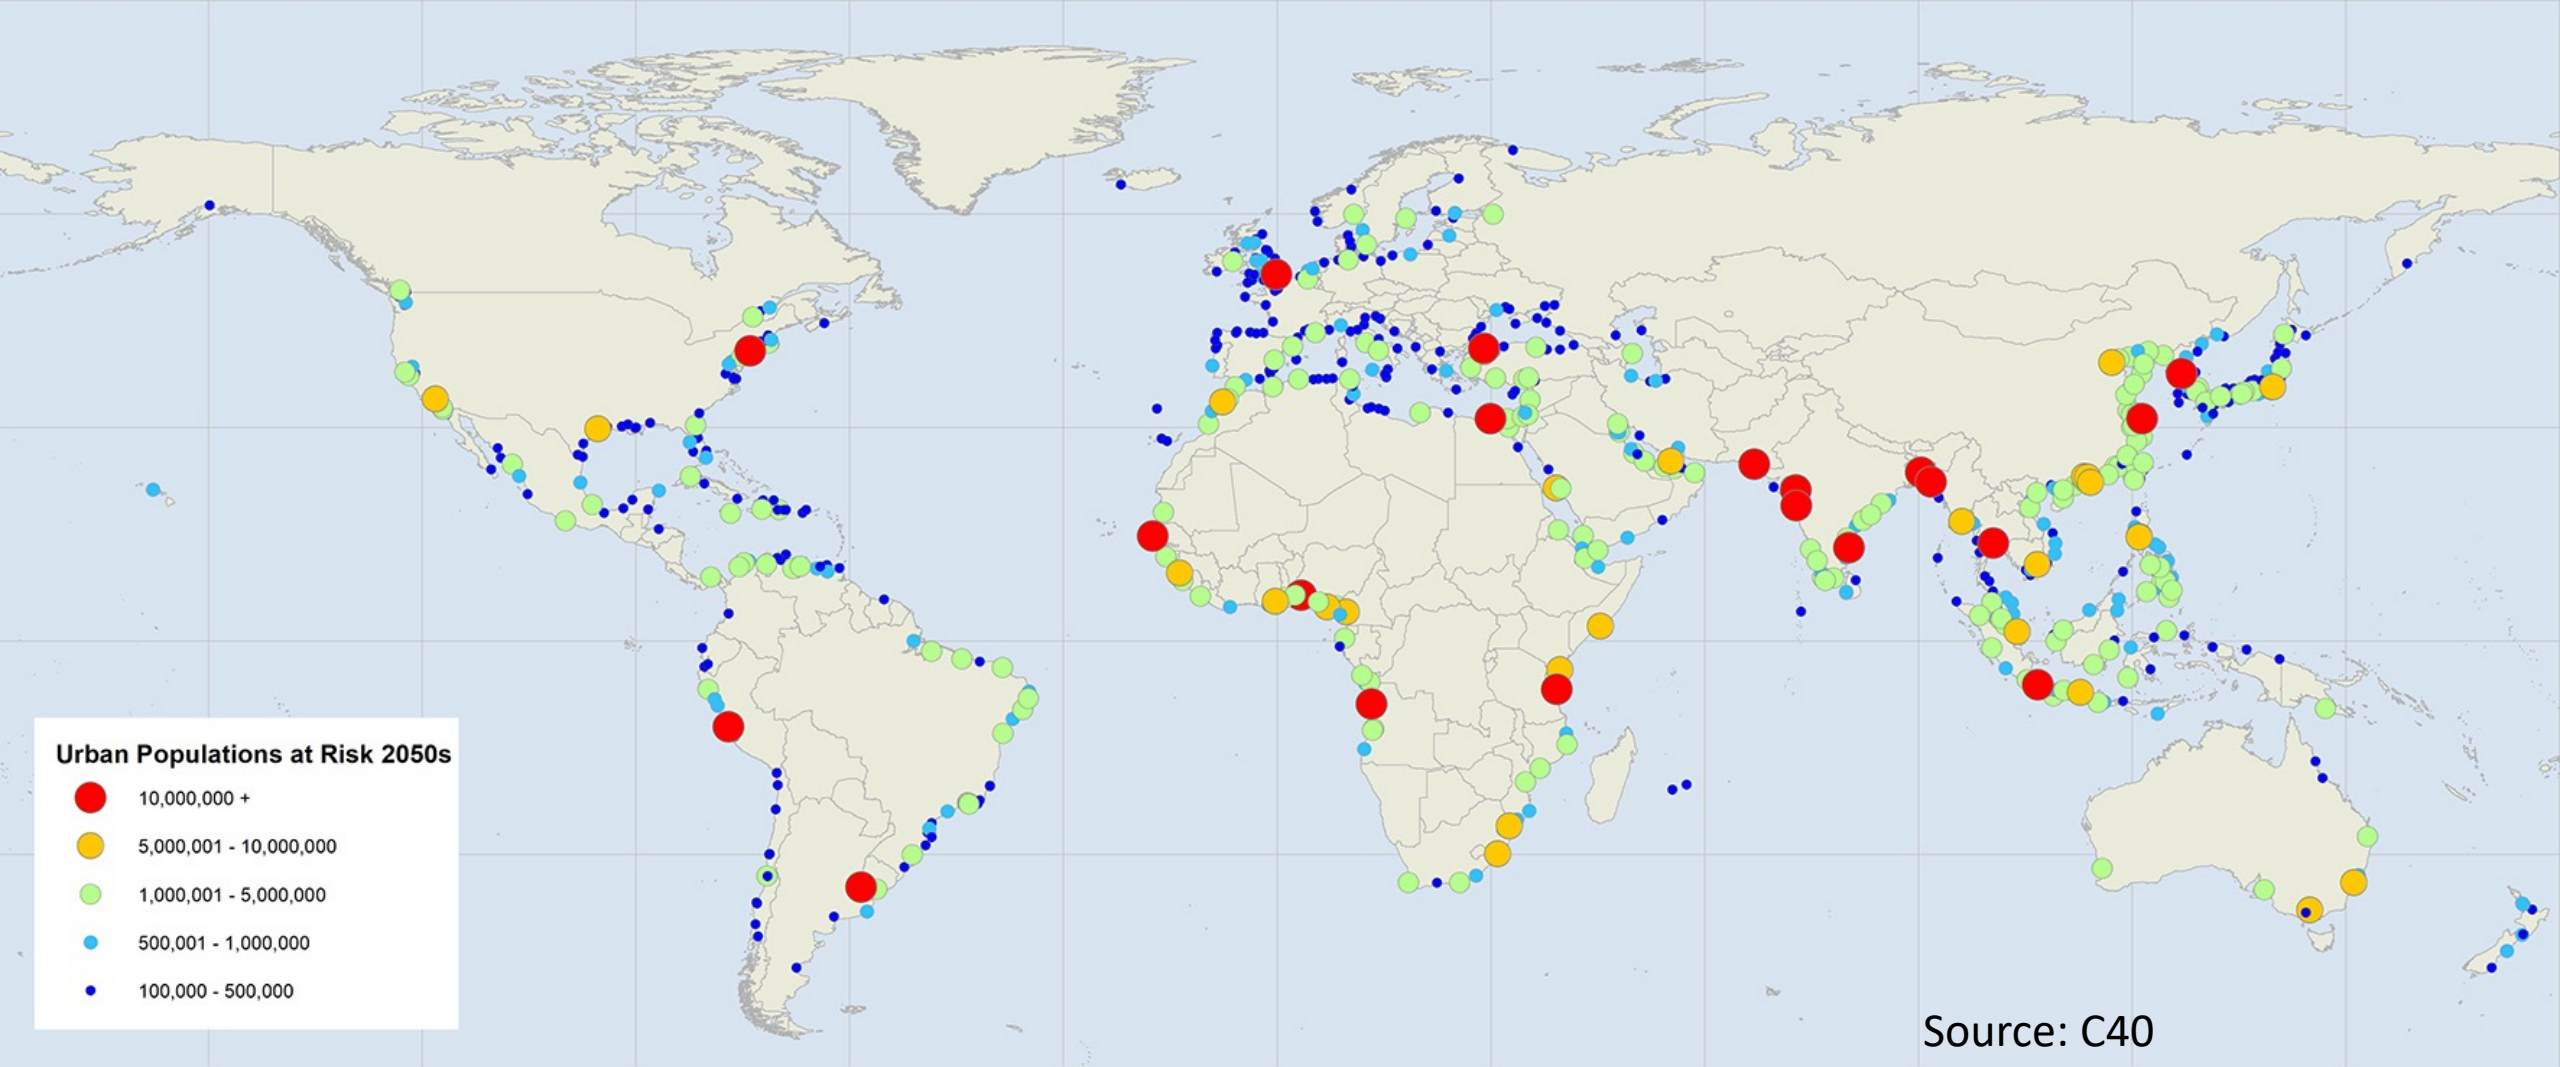 Urban Populations at Risk 2050s
10,000,000 +
5,000,001 - 10,000,000
1,000,001 - 5,000,000
500,001 - 1,000,000
100,000 - 500,000
Source: C40